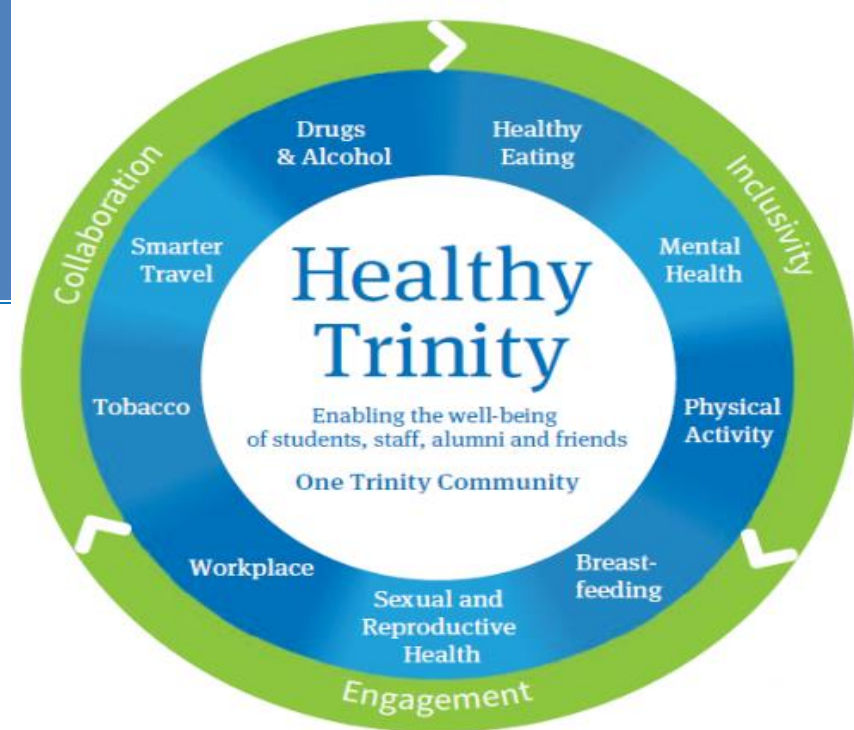 Healthy
Trinity
Enabling the well-being
of students, staff, alumni and friends
One Trinity Community
Drugs
& Alcohol
Healthy
Eating
Mental
Health
Physical
Activity
Breast-
feeding
Sexual and
Reproductive
Health
Workplace
Tobacco
Smarter
Travel
Collaboration
Inclusivity
Engagement